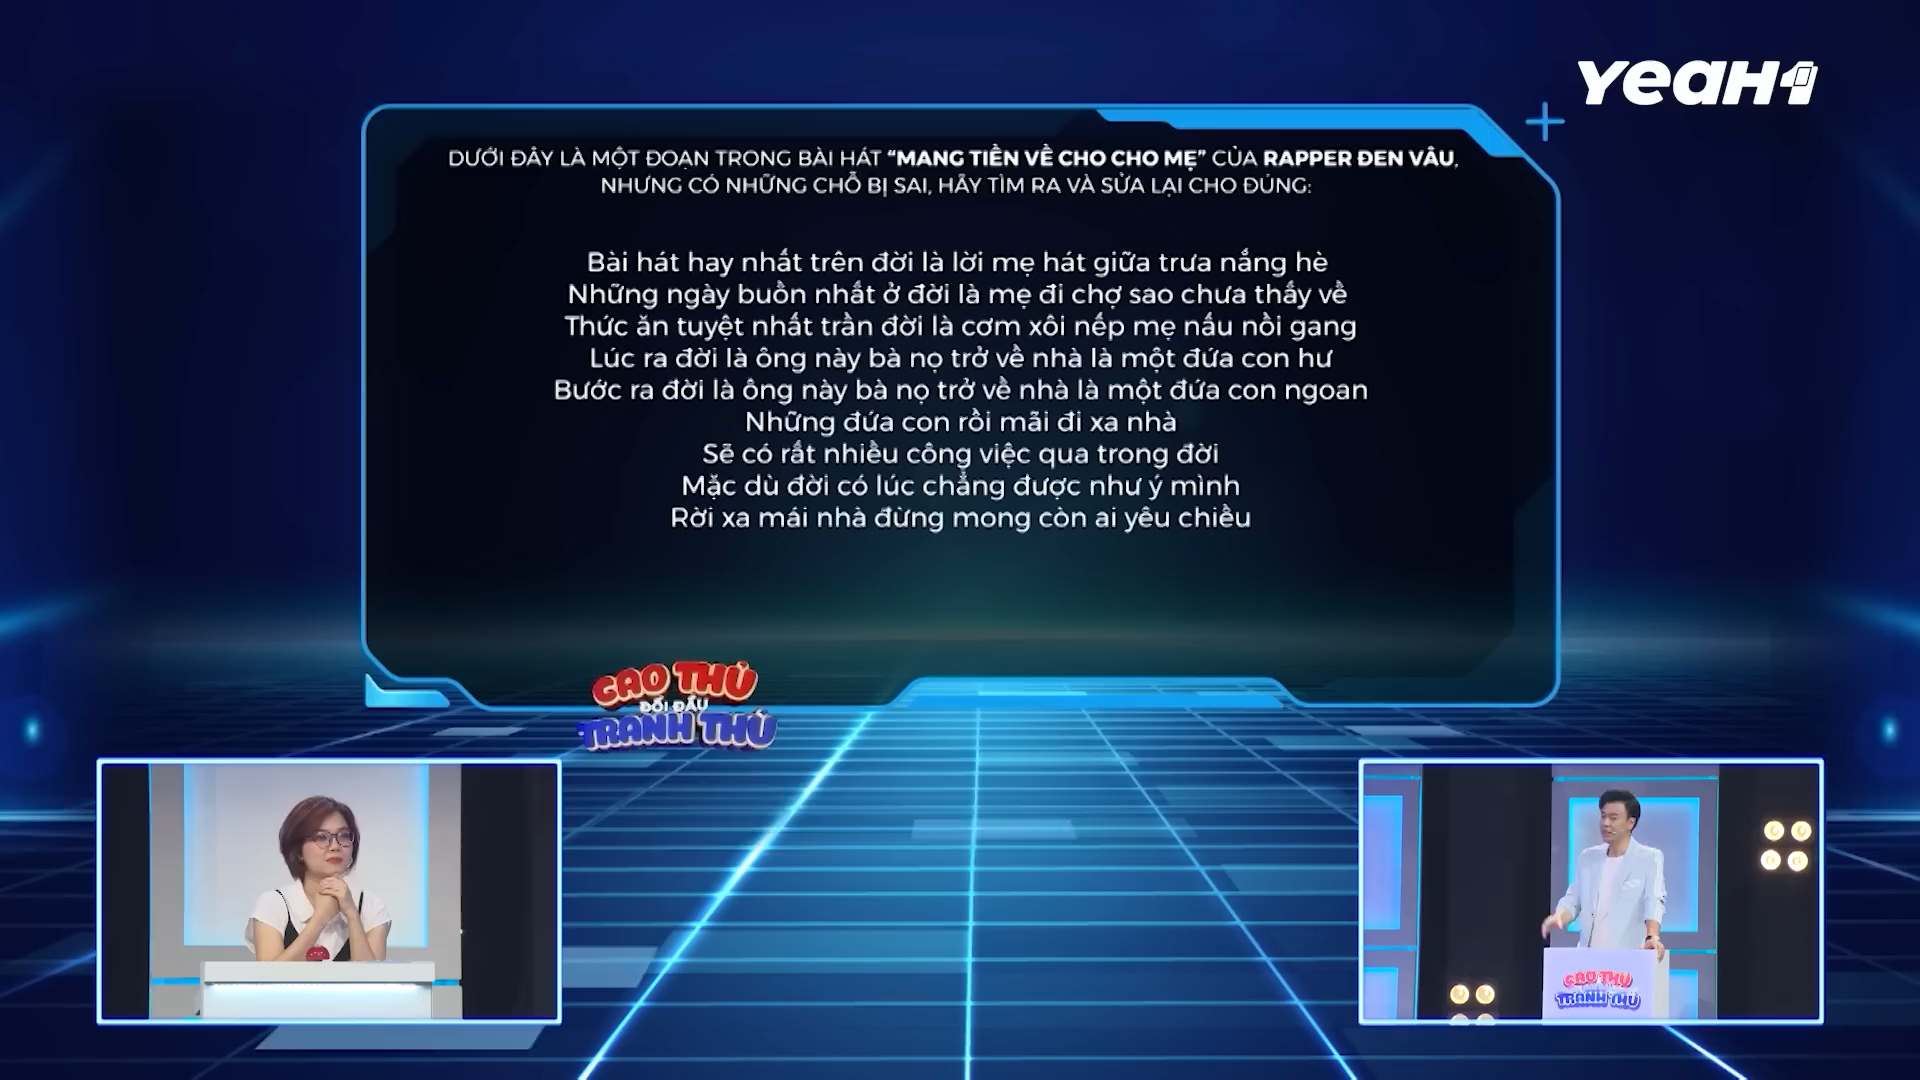 YEAH1
DƯỚI ĐÂY LÀ MỘT ĐOẠN TRONG BÀI HÁT “MANG TIỀN VỀ CHO CHO MẸ” CỦA RAPPER ĐEN VÂU,
NHƯNG CÓ NHỮNG CHỖ BỊ SAI, HÃY TÌM RA VÀ SỬA LẠI CHO ĐÚNG:
Bài hát hay nhất trên đời là lời mẹ hát giữa trưa nắng hè
Những ngày buồn nhất ở đời là mẹ đi chợ sao chưa thấy về
Thức ăn tuyệt nhất trần đời là cơm xôi nếp mẹ nấu nồi gang
Lúc ra đời là ông này bà nọ trở về nhà là một đứa con hư
Bước ra đời là ông này bà nọ trở về nhà là một đứa con ngoan
Những đứa con rồi mãi đi xa nhà
Sẽ có rất nhiều công việc qua trong đời
Mặc dù đời có lúc chẳng được như ý mình
Rời xa mái nhà đừng mong còn ai yêu chiều
CAO THỦ
ĐỐI ĐẦU
TRANH THỦ
CAO THỦ
TRANH THỦ